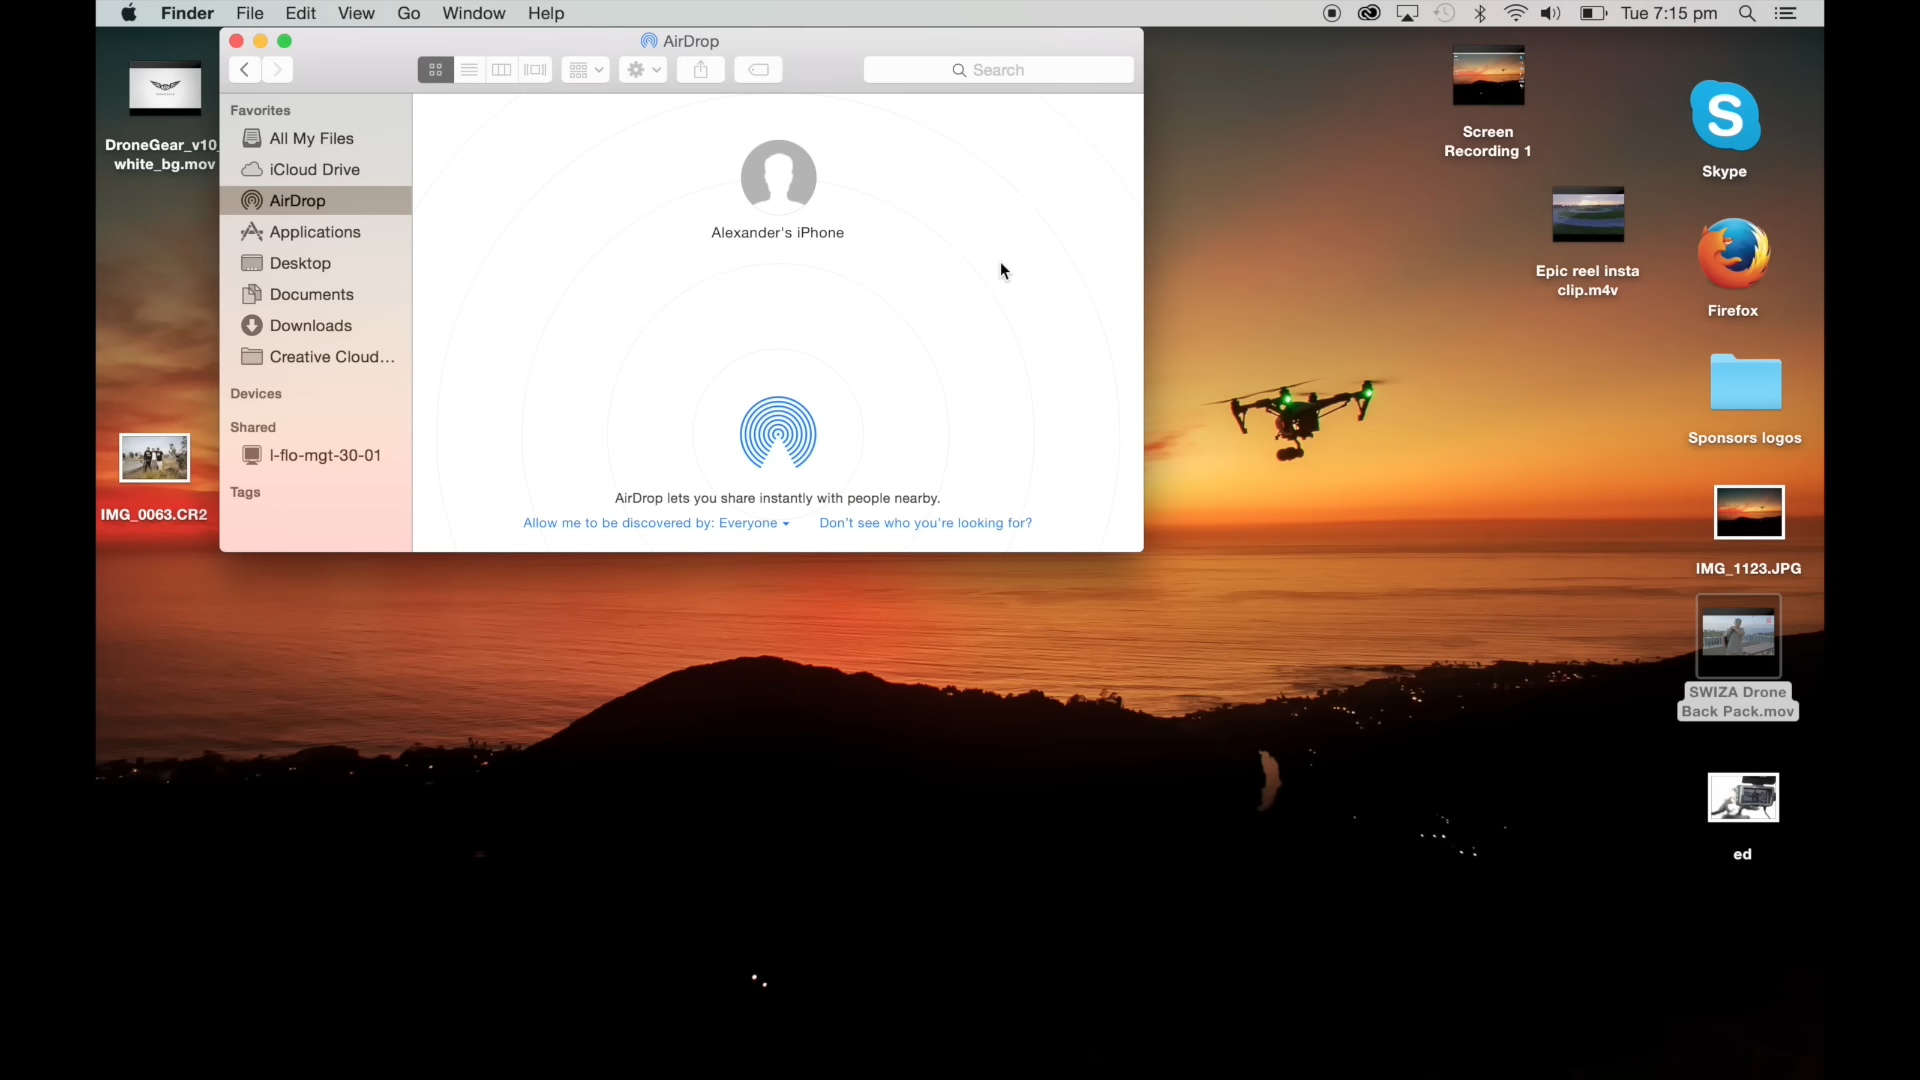 Finder File Edit View Go Window Help
Tue 7:15 pm
AirDrop
Search
Favorites
All My Files
iCloud Drive
AirDrop
Applications
Desktop
Documents
Downloads
Creative Cloud...
Devices
Shared
l-flo-mgt-30-01
Tags
Alexander's iPhone
AirDrop lets you share instantly with people nearby.
Allow me to be discovered by: Everyone
Don't see who you're looking for?
DroneGear_v10_
white_bg.mov
IMG_0063.CR2
Screen
Recording 1
Epic reel insta
clip.m4v
Skype
Firefox
Sponsors logos
IMG_1123.JPG
SWIZA Drone
Back Pack.mov
ed